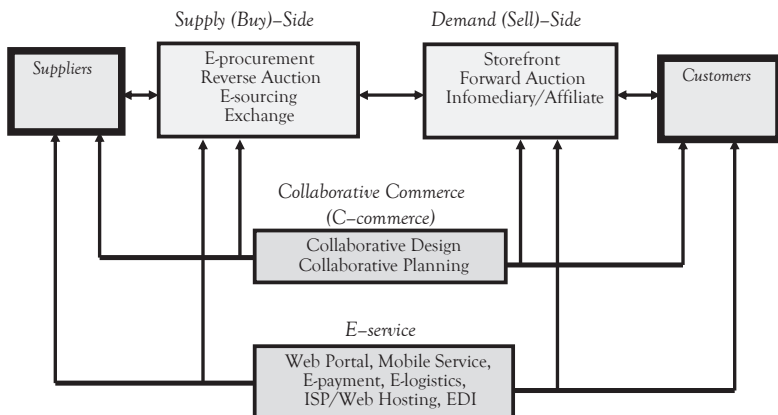 Supply (Buy)–Side
Demand (Sell)–Side
Suppliers
E-procurement
Reverse Auction
E-sourcing
Exchange
Storefront
Forward Auction
Infomediary/Affiliate
Customers
Collaborative Commerce
(C–commerce)
Collaborative Design
Collaborative Planning
E–service
Web Portal, Mobile Service,
E-payment, E-logistics,
ISP/Web Hosting, EDI